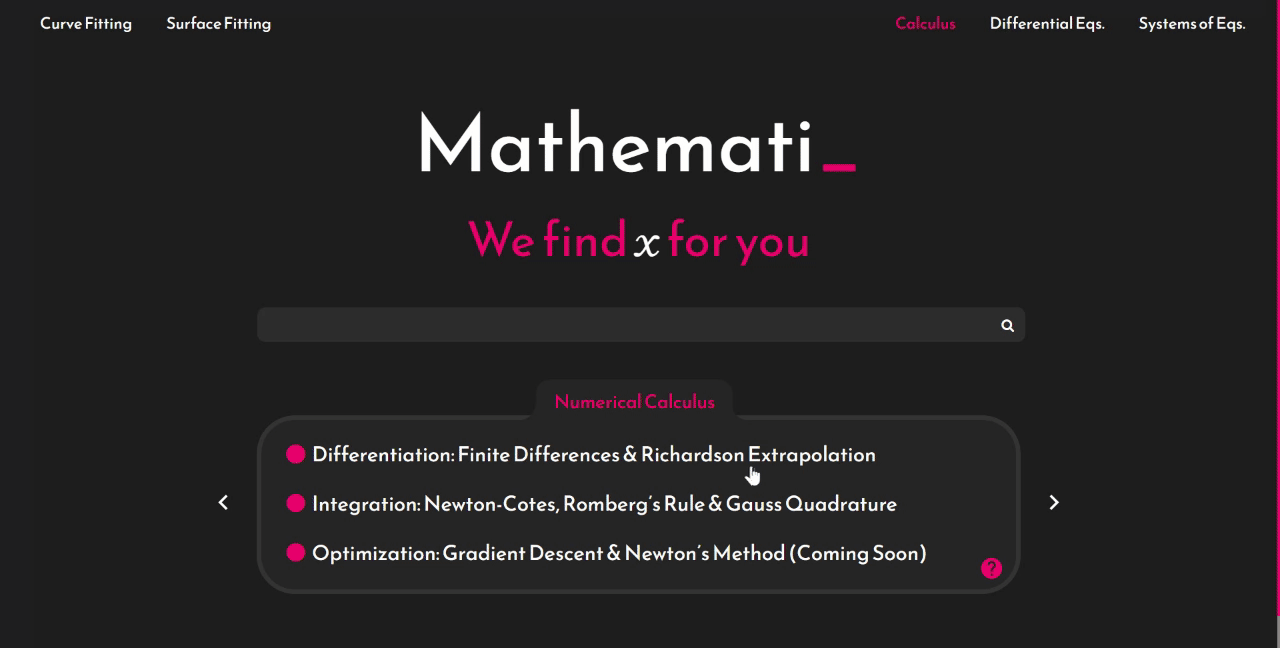 Curve Fitting Surface Fitting Calculus Differential Eqs. Systems of Eqs.
Mathemati_
We find x for you
Numerical Calculus
Differentiation: Finite Differences & Richardson Extrapolation
Integration: Newton-Cotes, Romberg's Rule & Gauss Quadrature
Optimization: Gradient Descent & Newton's Method (Coming Soon)
?